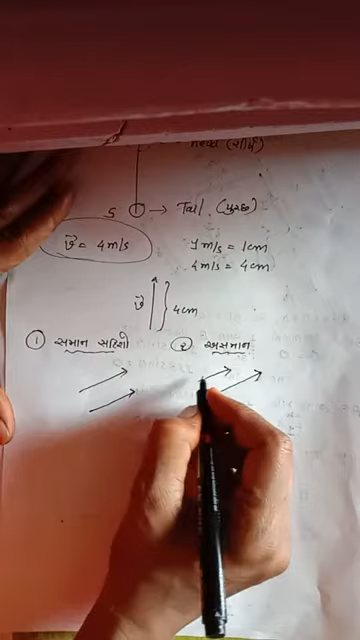 (શીર્ષ)
S → Tail (પુચ્છ)
v⃗ = 4m/s 1m/s = 1cm
4m/s = 4cm
v⃗ } 4cm
① સમાન સદિશો ② અસમાન